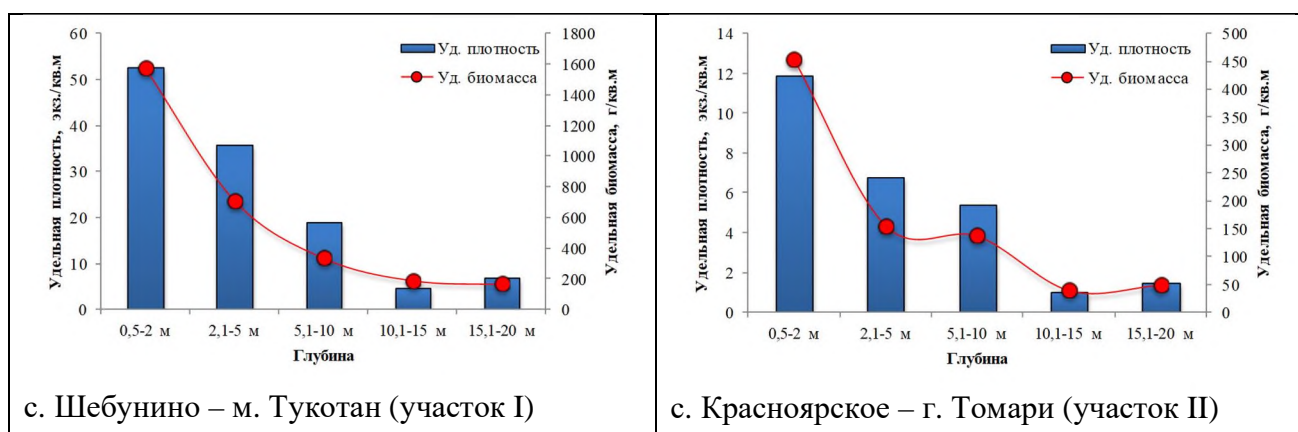 60
50
40
30
20
10
0
Удельная плотность, экз./кв.м
1800
1600
1400
1200
1000
800
600
400
200
0
Удельная биомасса, г/кв.м
Уд. плотность
Уд. биомасса
0,5-2 м 2,1-5 м 5,1-10 м 10,1-15 м 15,1-20 м
Глубина
с. Шебунино – м. Тукотан (участок I)
14
12
10
8
6
4
2
0
Удельная плотность, экз./кв.м
500
450
400
350
300
250
200
150
100
50
0
Удельная биомасса, г/кв.м
Уд. плотность
Уд. биомасса
0,5-2 м 2,1-5 м 5,1-10 м 10,1-15 м 15,1-20 м
Глубина
с. Красноярское – г. Томари (участок II)